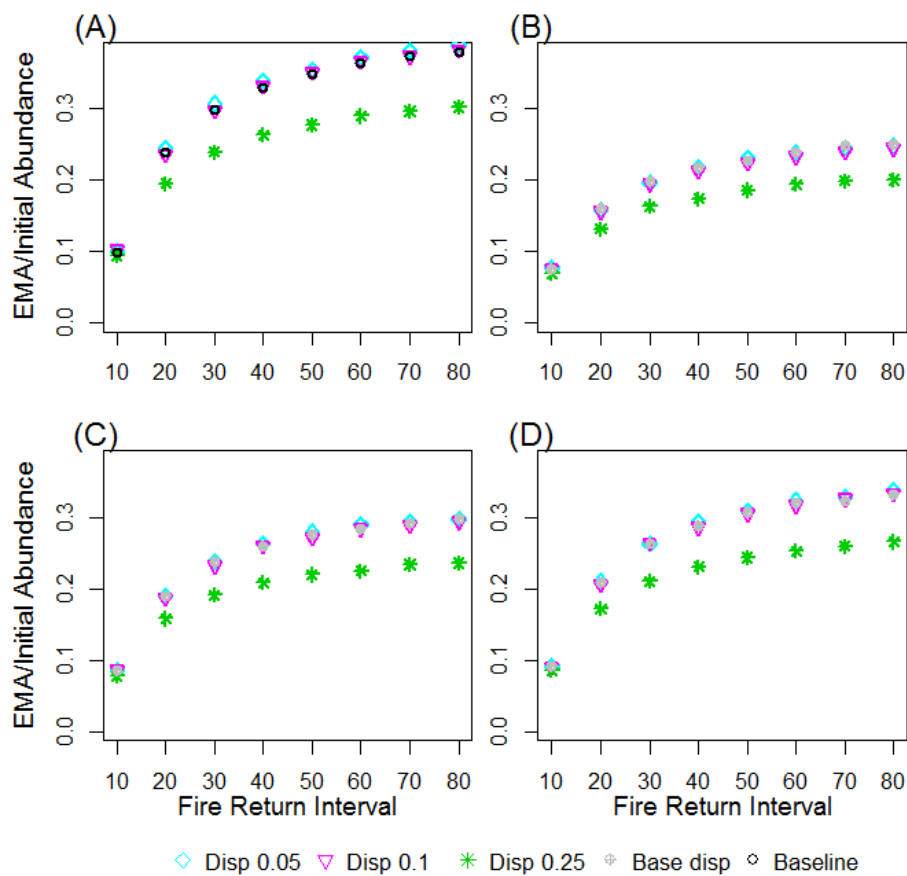 (A) (B)
EMA/Initial Abundance
0.3
0.2
0.1
0.0
10 20 30 40 50 60 70 80
10 20 30 40 50 60 70 80
0.3
0.2
0.1
0.0
(C) (D)
EMA/Initial Abundance
0.3
0.2
0.1
0.0
10 20 30 40 50 60 70 80
Fire Return Interval
0.3
0.2
0.1
0.0
10 20 30 40 50 60 70 80
Fire Return Interval
Disp 0.05 Disp 0.1 Disp 0.25 Base disp Baseline